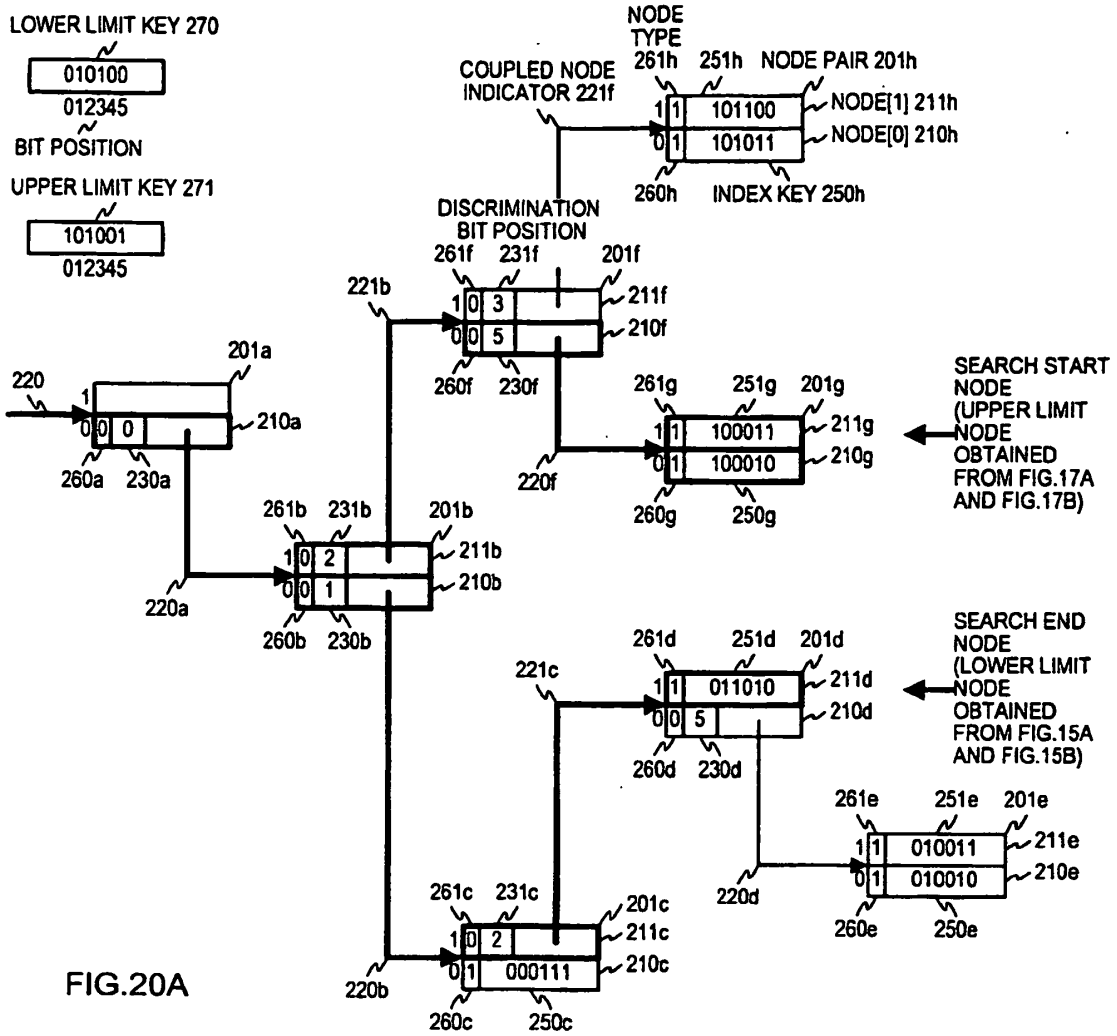 LOWER LIMIT KEY 270
010100
012345
BIT POSITION
UPPER LIMIT KEY 271
101001
012345
NODE
TYPE
261h 251h NODE PAIR 201h
COUPLED NODE
INDICATOR 221f
1 1 101100 NODE[1] 211h
0 1 101011 NODE[0] 210h
260h INDEX KEY 250h
DISCRIMINATION
BIT POSITION
261f 231f 201f
221b
1 0 3 211f
0 0 5 210f
260f 230f
220f
201a
220
1
0 0 0 210a
260a 230a
220a
261g 251g 201g
1 1 100011 211g
0 1 100010 210g
260g 250g
SEARCH START
NODE
(UPPER LIMIT
NODE
OBTAINED
FROM FIG.17A
AND FIG.17B)
261b 231b 201b
1 0 2 211b
0 0 1 210b
260b 230b
220b
261d 251d 201d
221c
1 1 011010 211d
0 0 5 210d
260d 230d
220d
SEARCH END
NODE
(LOWER LIMIT
NODE
OBTAINED
FROM FIG.15A
AND FIG.15B)
261e 251e 201e
1 1 010011 211e
0 1 010010 210e
260e 250e
261c 231c 201c
1 0 2 211c
0 1 000111 210c
260c 250c
FIG.20A